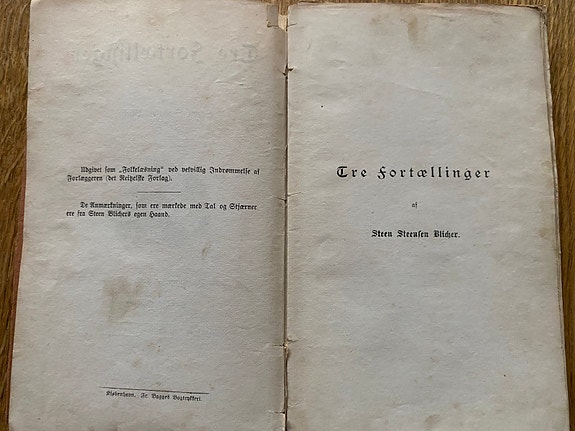 Udgivet som „Folkelæsning“ ved velvillig Indrømmelse af
Forlæggeren (det Reitzelske Forlag).
De Anmærkninger, som ere mærkede med Tal og Stjærner
ere fra Steen Blichers egen Haand.
Kjøbenhavn. Fr. Bagges Bogtrykkeri.
Tre Fortællinger
af
Steen Steensen Blicher.